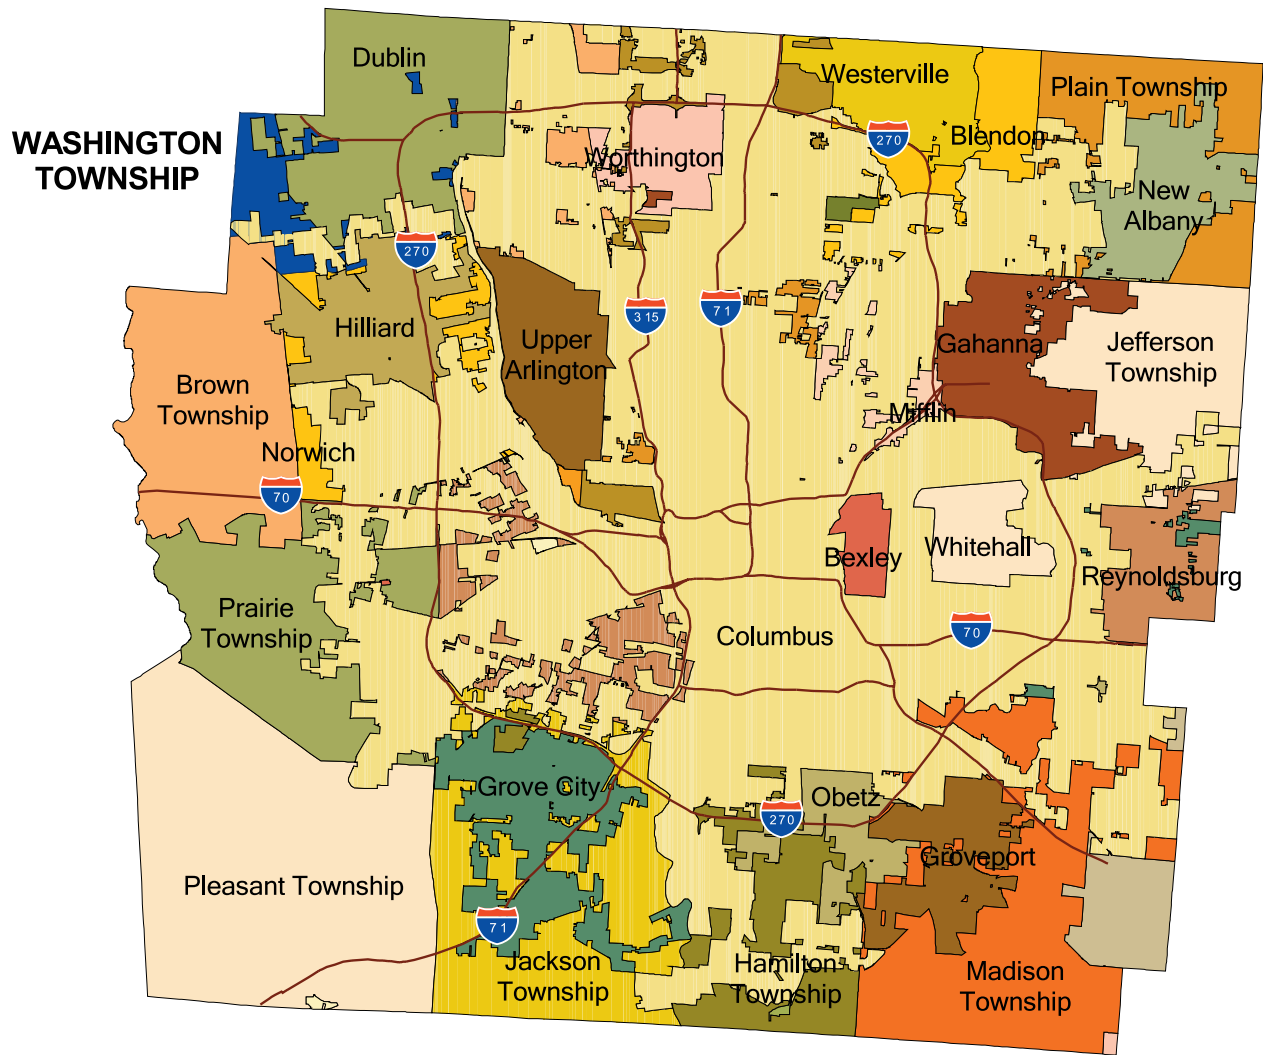 Dublin
Westerville
Plain Township
WASHINGTON
TOWNSHIP
270
Blendon
Worthington
New
Albany
270
3 15
71
Hilliard
Upper
Arlington
Gahanna
Jefferson
Township
Brown
Township
Mifflin
Norwich
70
Bexley
Whitehall
Reynoldsburg
Prairie
Township
Columbus
70
Grove City
Obetz
270
Groveport
Pleasant Township
71
Jackson
Township
Hamilton
Township
Madison
Township